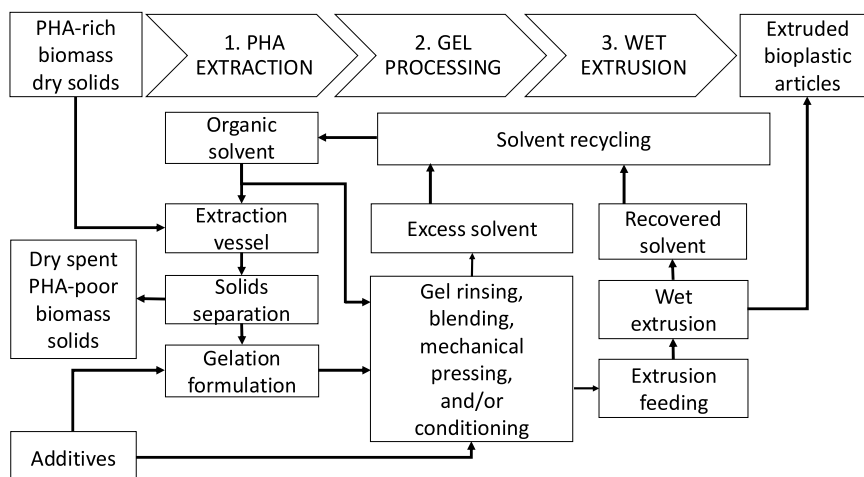 PHA-rich
biomass
dry solids
1. PHA
EXTRACTION
2. GEL
PROCESSING
3. WET
EXTRUSION
Extruded
bioplastic
articles
Organic
solvent
Solvent recycling
Extraction
vessel
Excess solvent
Recovered
solvent
Dry spent
PHA-poor
biomass
solids
Solids
separation
Gel rinsing,
blending,
mechanical
pressing,
and/or
conditioning
Wet
extrusion
Gelation
formulation
Extrusion
feeding
Additives